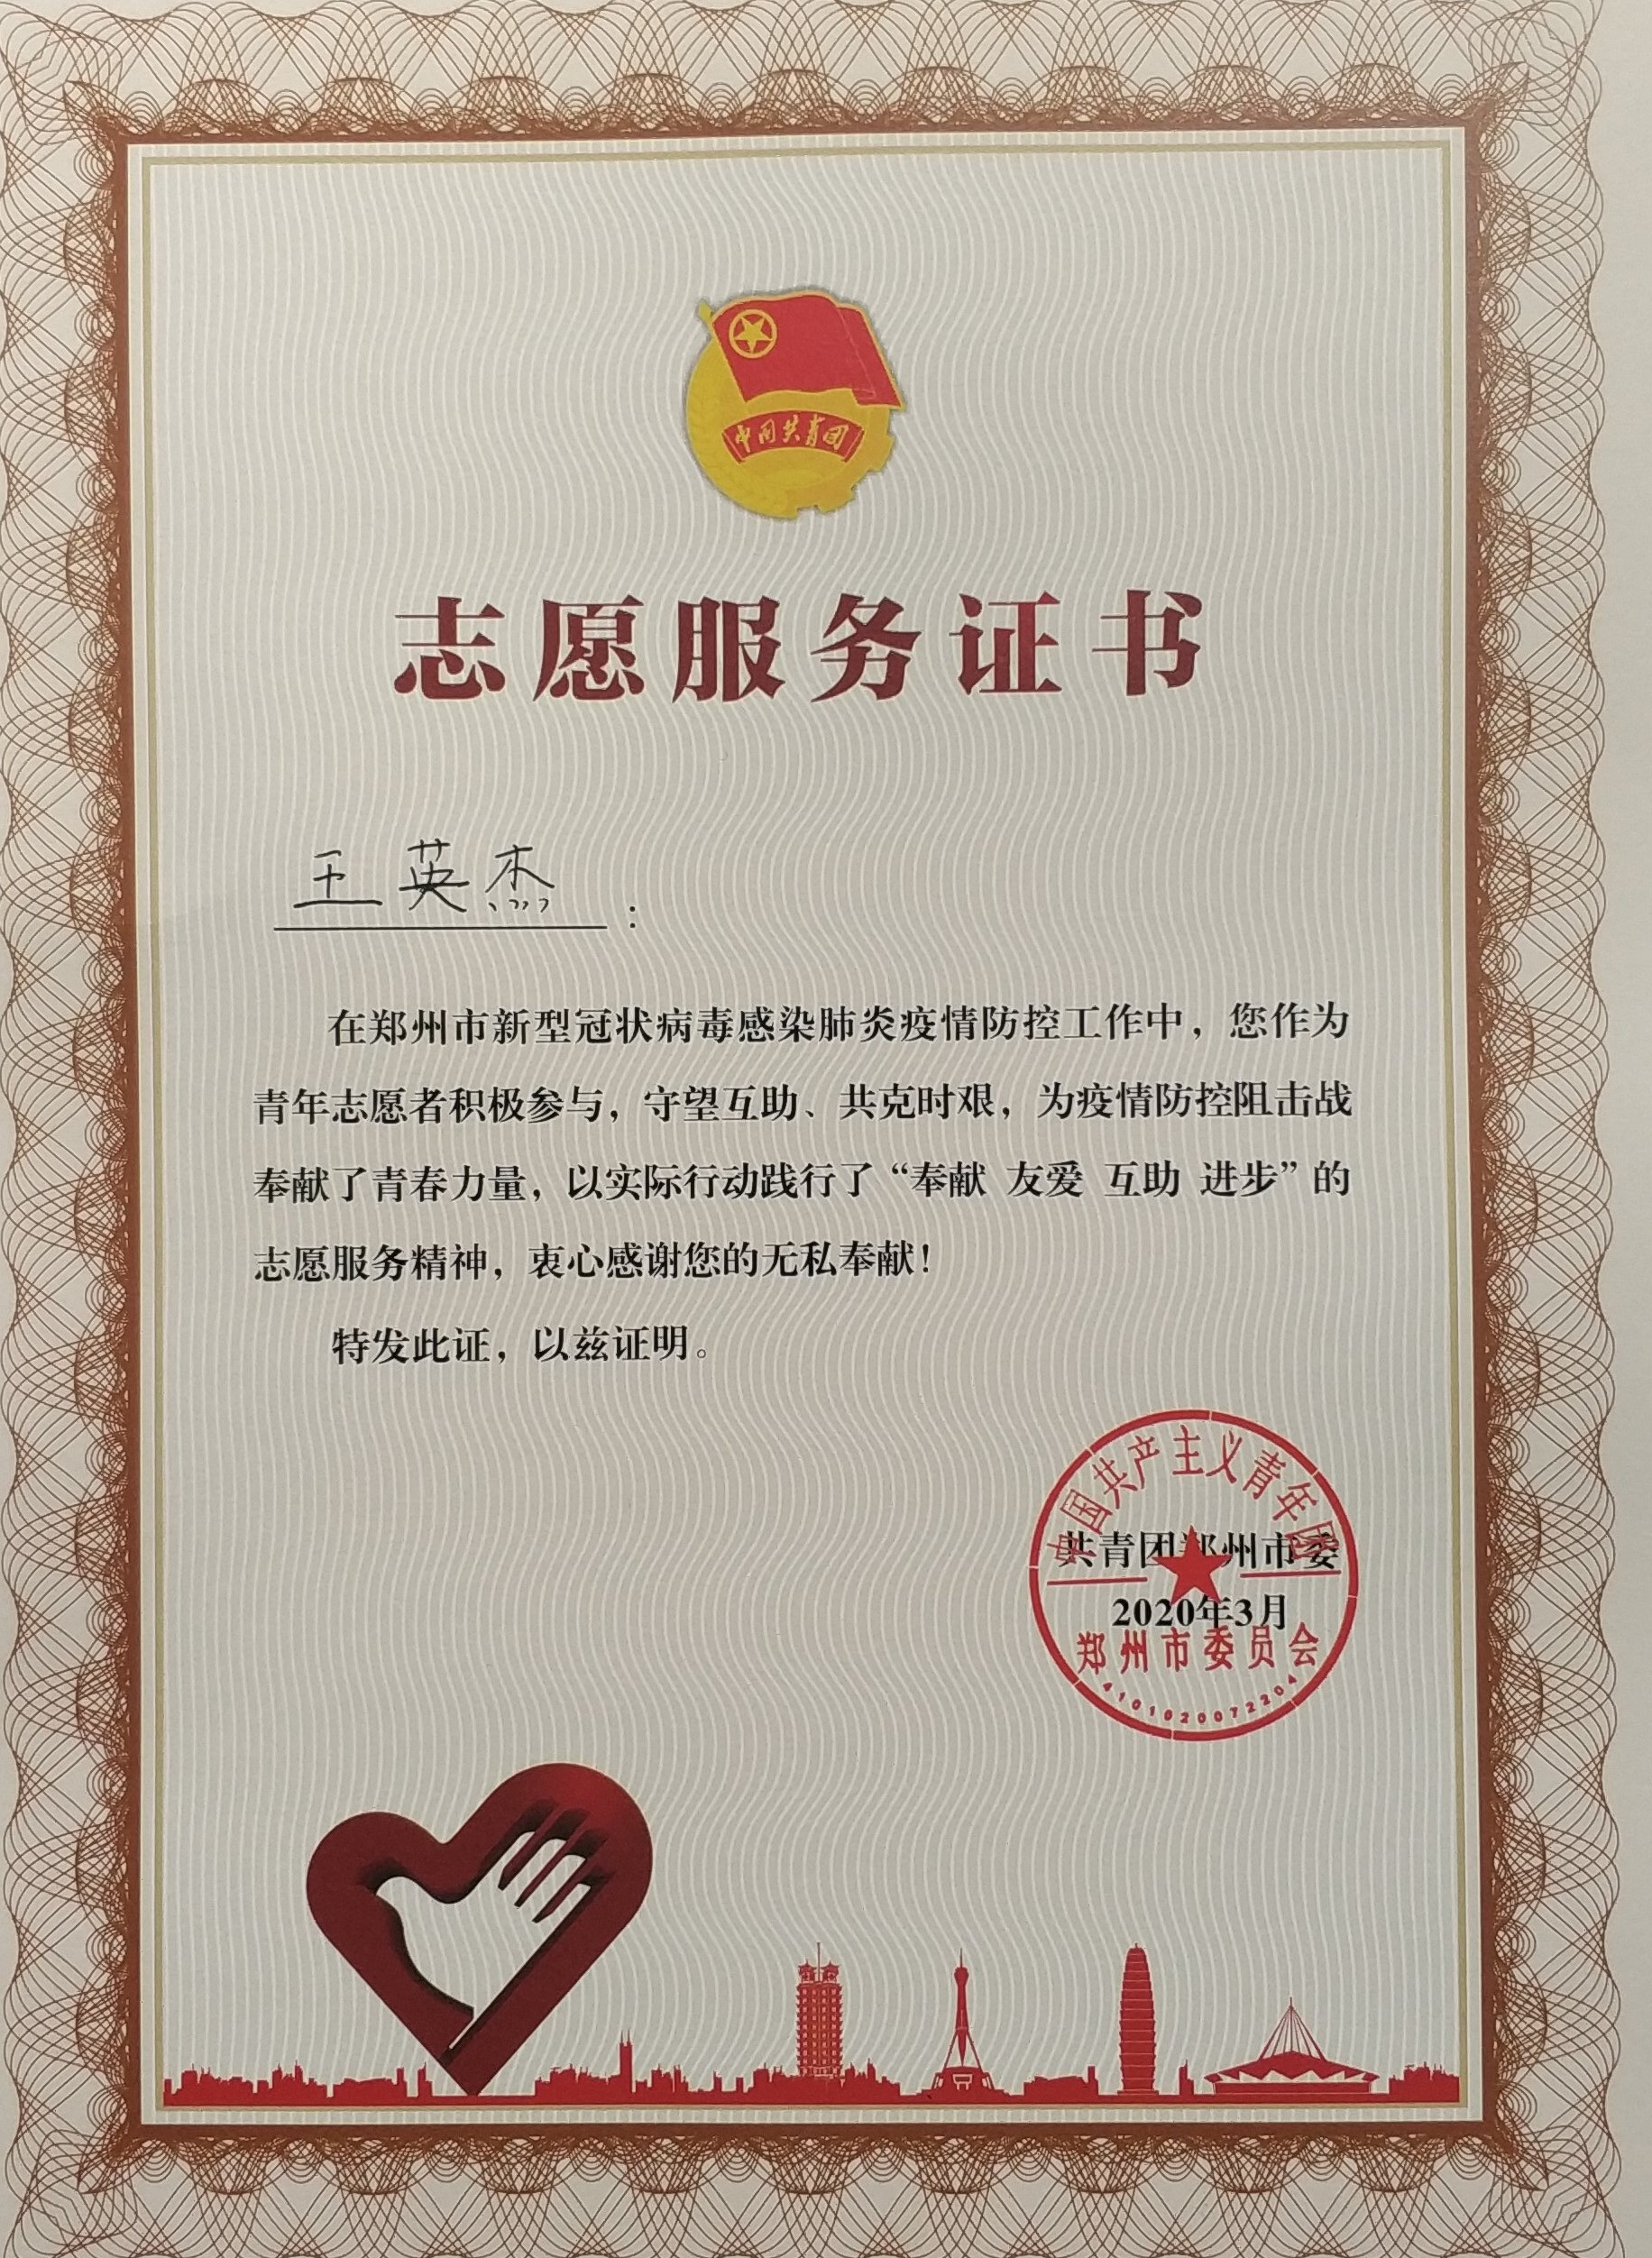 中国共青团
志愿服务证书
王英杰：
在郑州市新型冠状病毒感染肺炎疫情防控工作中，您作为
青年志愿者积极参与，守望互助、共克时艰，为疫情防控阻击战
奉献了青春力量，以实际行动践行了“奉献 友爱 互助 进步”的
志愿服务精神，衷心感谢您的无私奉献！
特发此证，以兹证明。
中国共产主义青年团
共青团郑州市委
2020年3月
郑州市委员会
4101020072204